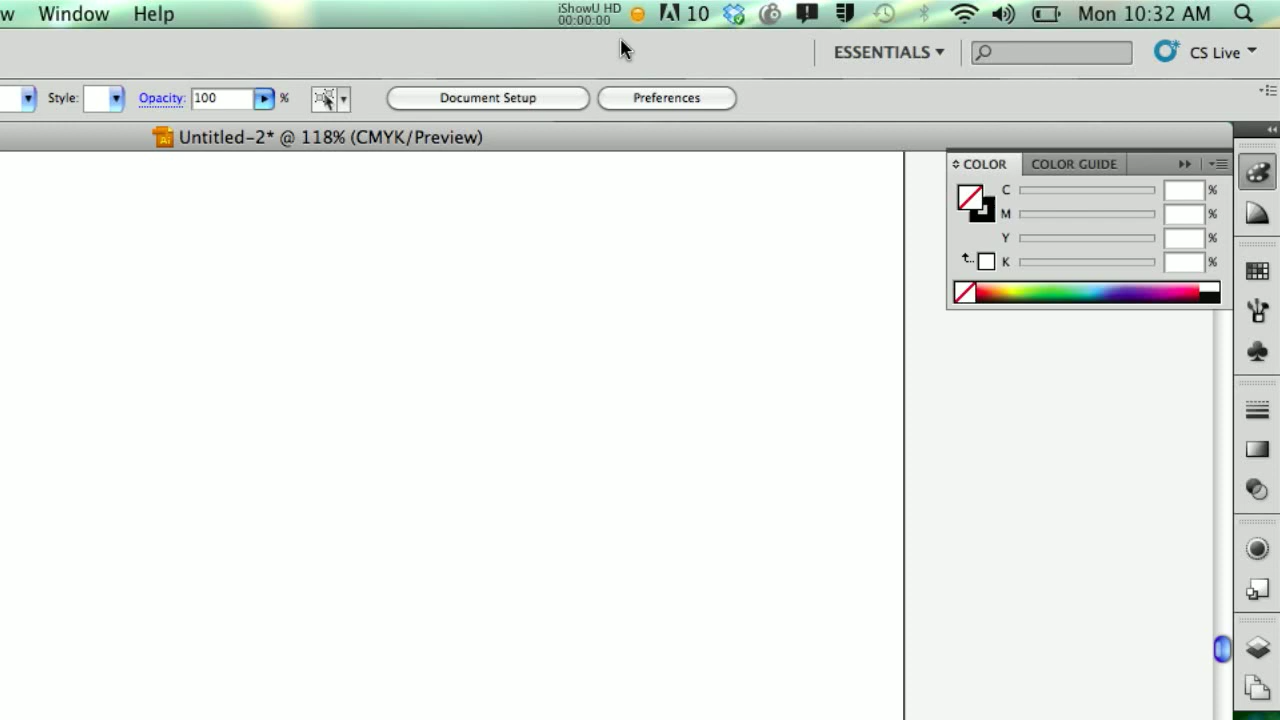 w Window Help iShowU HD 10 Mon 10:32 AM
00:00:00
ESSENTIALS CS Live
Style: Opacity: 100 % Document Setup Preferences
Ai Untitled-2* @ 118% (CMYK/Preview)
COLOR COLOR GUIDE
C %
M %
Y %
K %